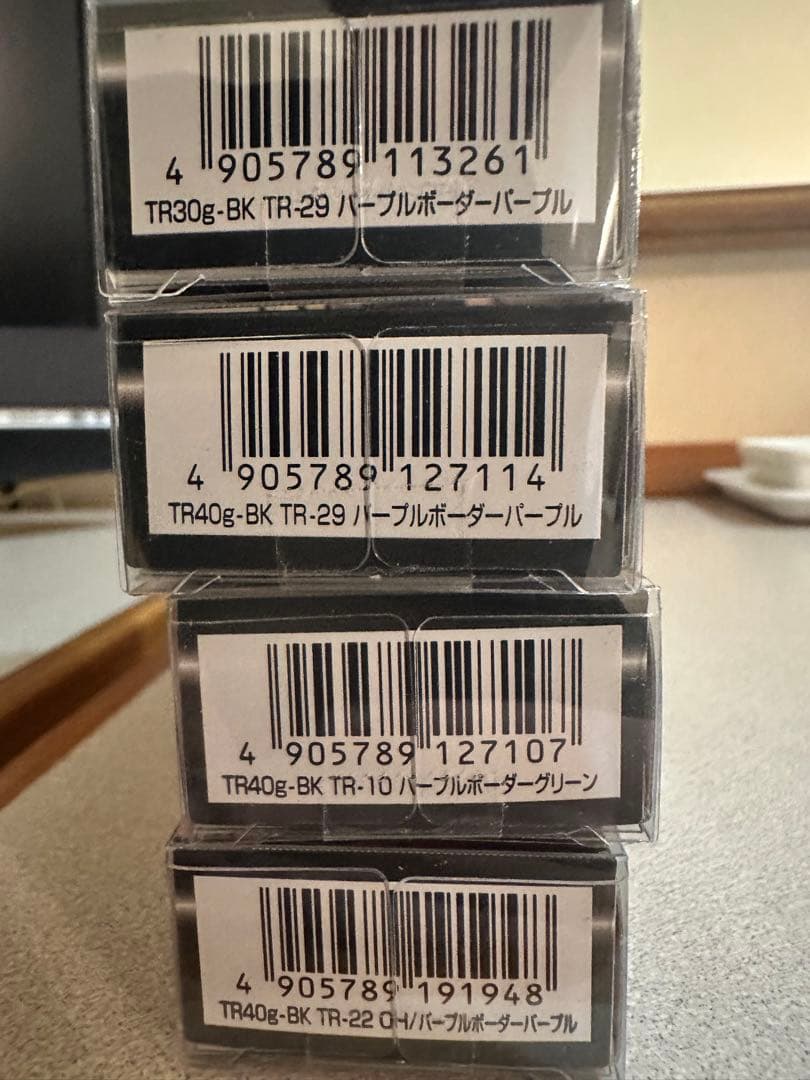 4 905789 113261
TR30g-BK TR-29 パープルボーダーパープル
4 905789 127114
TR40g-BK TR-29 パープルボーダーパープル
4 905789 127107
TR40g-BK TR-10 パープルボーダーグリーン
4 905789 191948
TR40g-BK TR-22 OH/パープルボーダーパープル